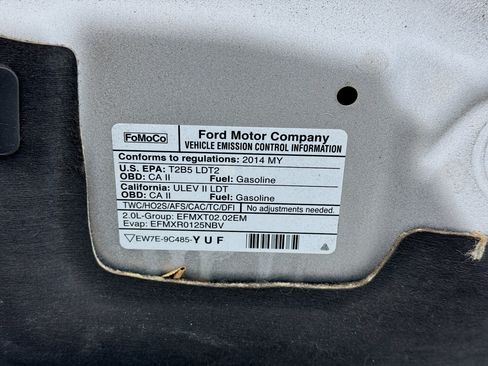 FoMoCo
Ford Motor Company
VEHICLE EMISSION CONTROL INFORMATION
Conforms to regulations: 2014 MY
U.S. EPA: T2B5 LDT2
OBD: CA II Fuel: Gasoline
California: ULEV II LDT
OBD: CA II Fuel: Gasoline
TWC/HO2S/AFS/CAC/TC/DFI No adjustments needed.
2.0L-Group: EFMXT02.02EM
Evap: EFMXR0125NBV
EW7E-9C485-YUF